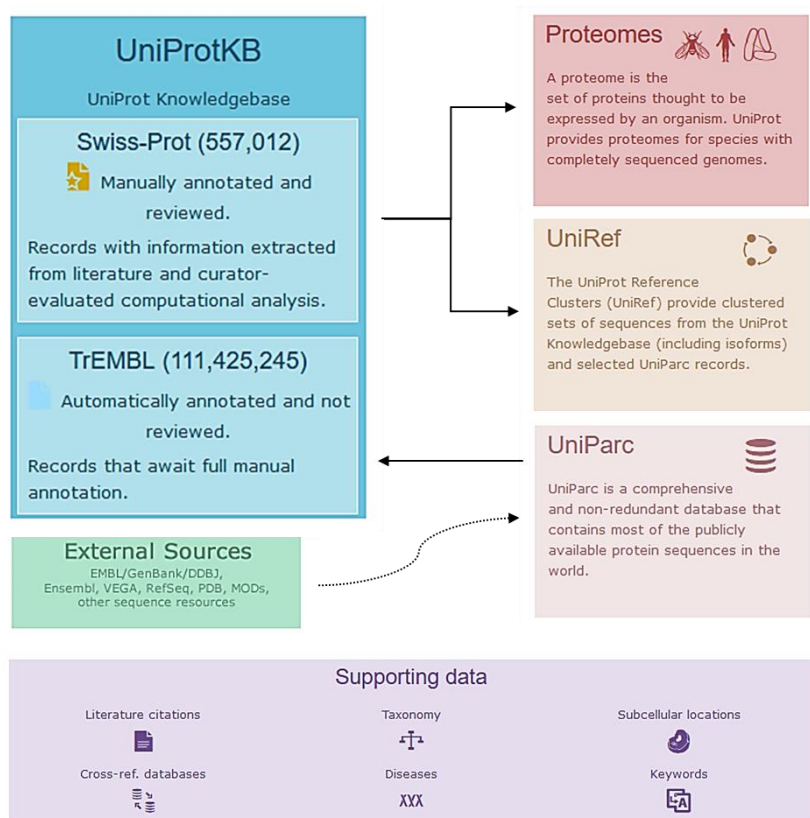 UniProtKB
UniProt Knowledgebase
Swiss-Prot (557,012)
Manually annotated and
reviewed.
Records with information extracted
from literature and curator-
evaluated computational analysis.
TrEMBL (111,425,245)
Automatically annotated and not
reviewed.
Records that await full manual
annotation.
External Sources
EMBL/GenBank/DDBJ,
Ensembl, VEGA, RefSeq, PDB, MODs,
other sequence resources
Proteomes
A proteome is the
set of proteins thought to be
expressed by an organism. UniProt
provides proteomes for species with
completely sequenced genomes.
UniRef
The UniProt Reference
Clusters (UniRef) provide clustered
sets of sequences from the UniProt
Knowledgebase (including isoforms)
and selected UniParc records.
UniParc
UniParc is a comprehensive
and non-redundant database that
contains most of the publicly
available protein sequences in the
world.
Supporting data
Literature citations
Taxonomy
Subcellular locations
Cross-ref. databases
Diseases
Keywords